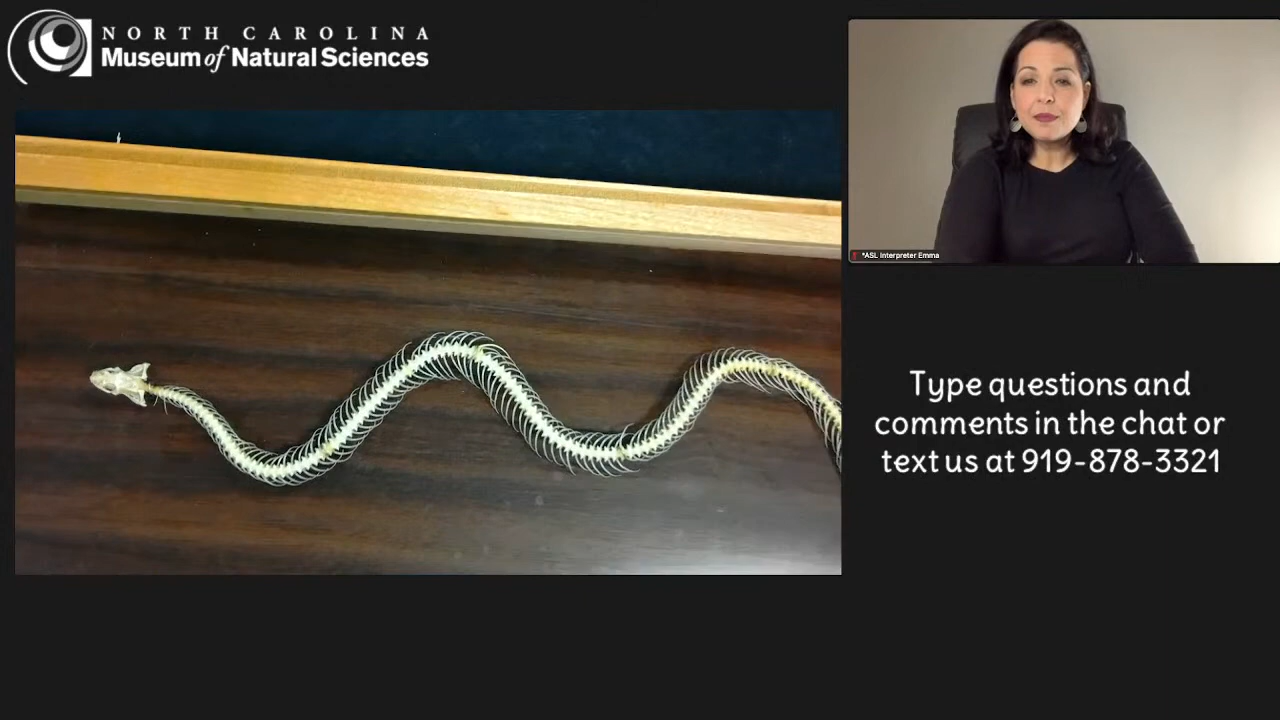 NORTH CAROLINA
Museum of Natural Sciences
*ASL Interpreter Emma
Type questions and
comments in the chat or
text us at 919-878-3321